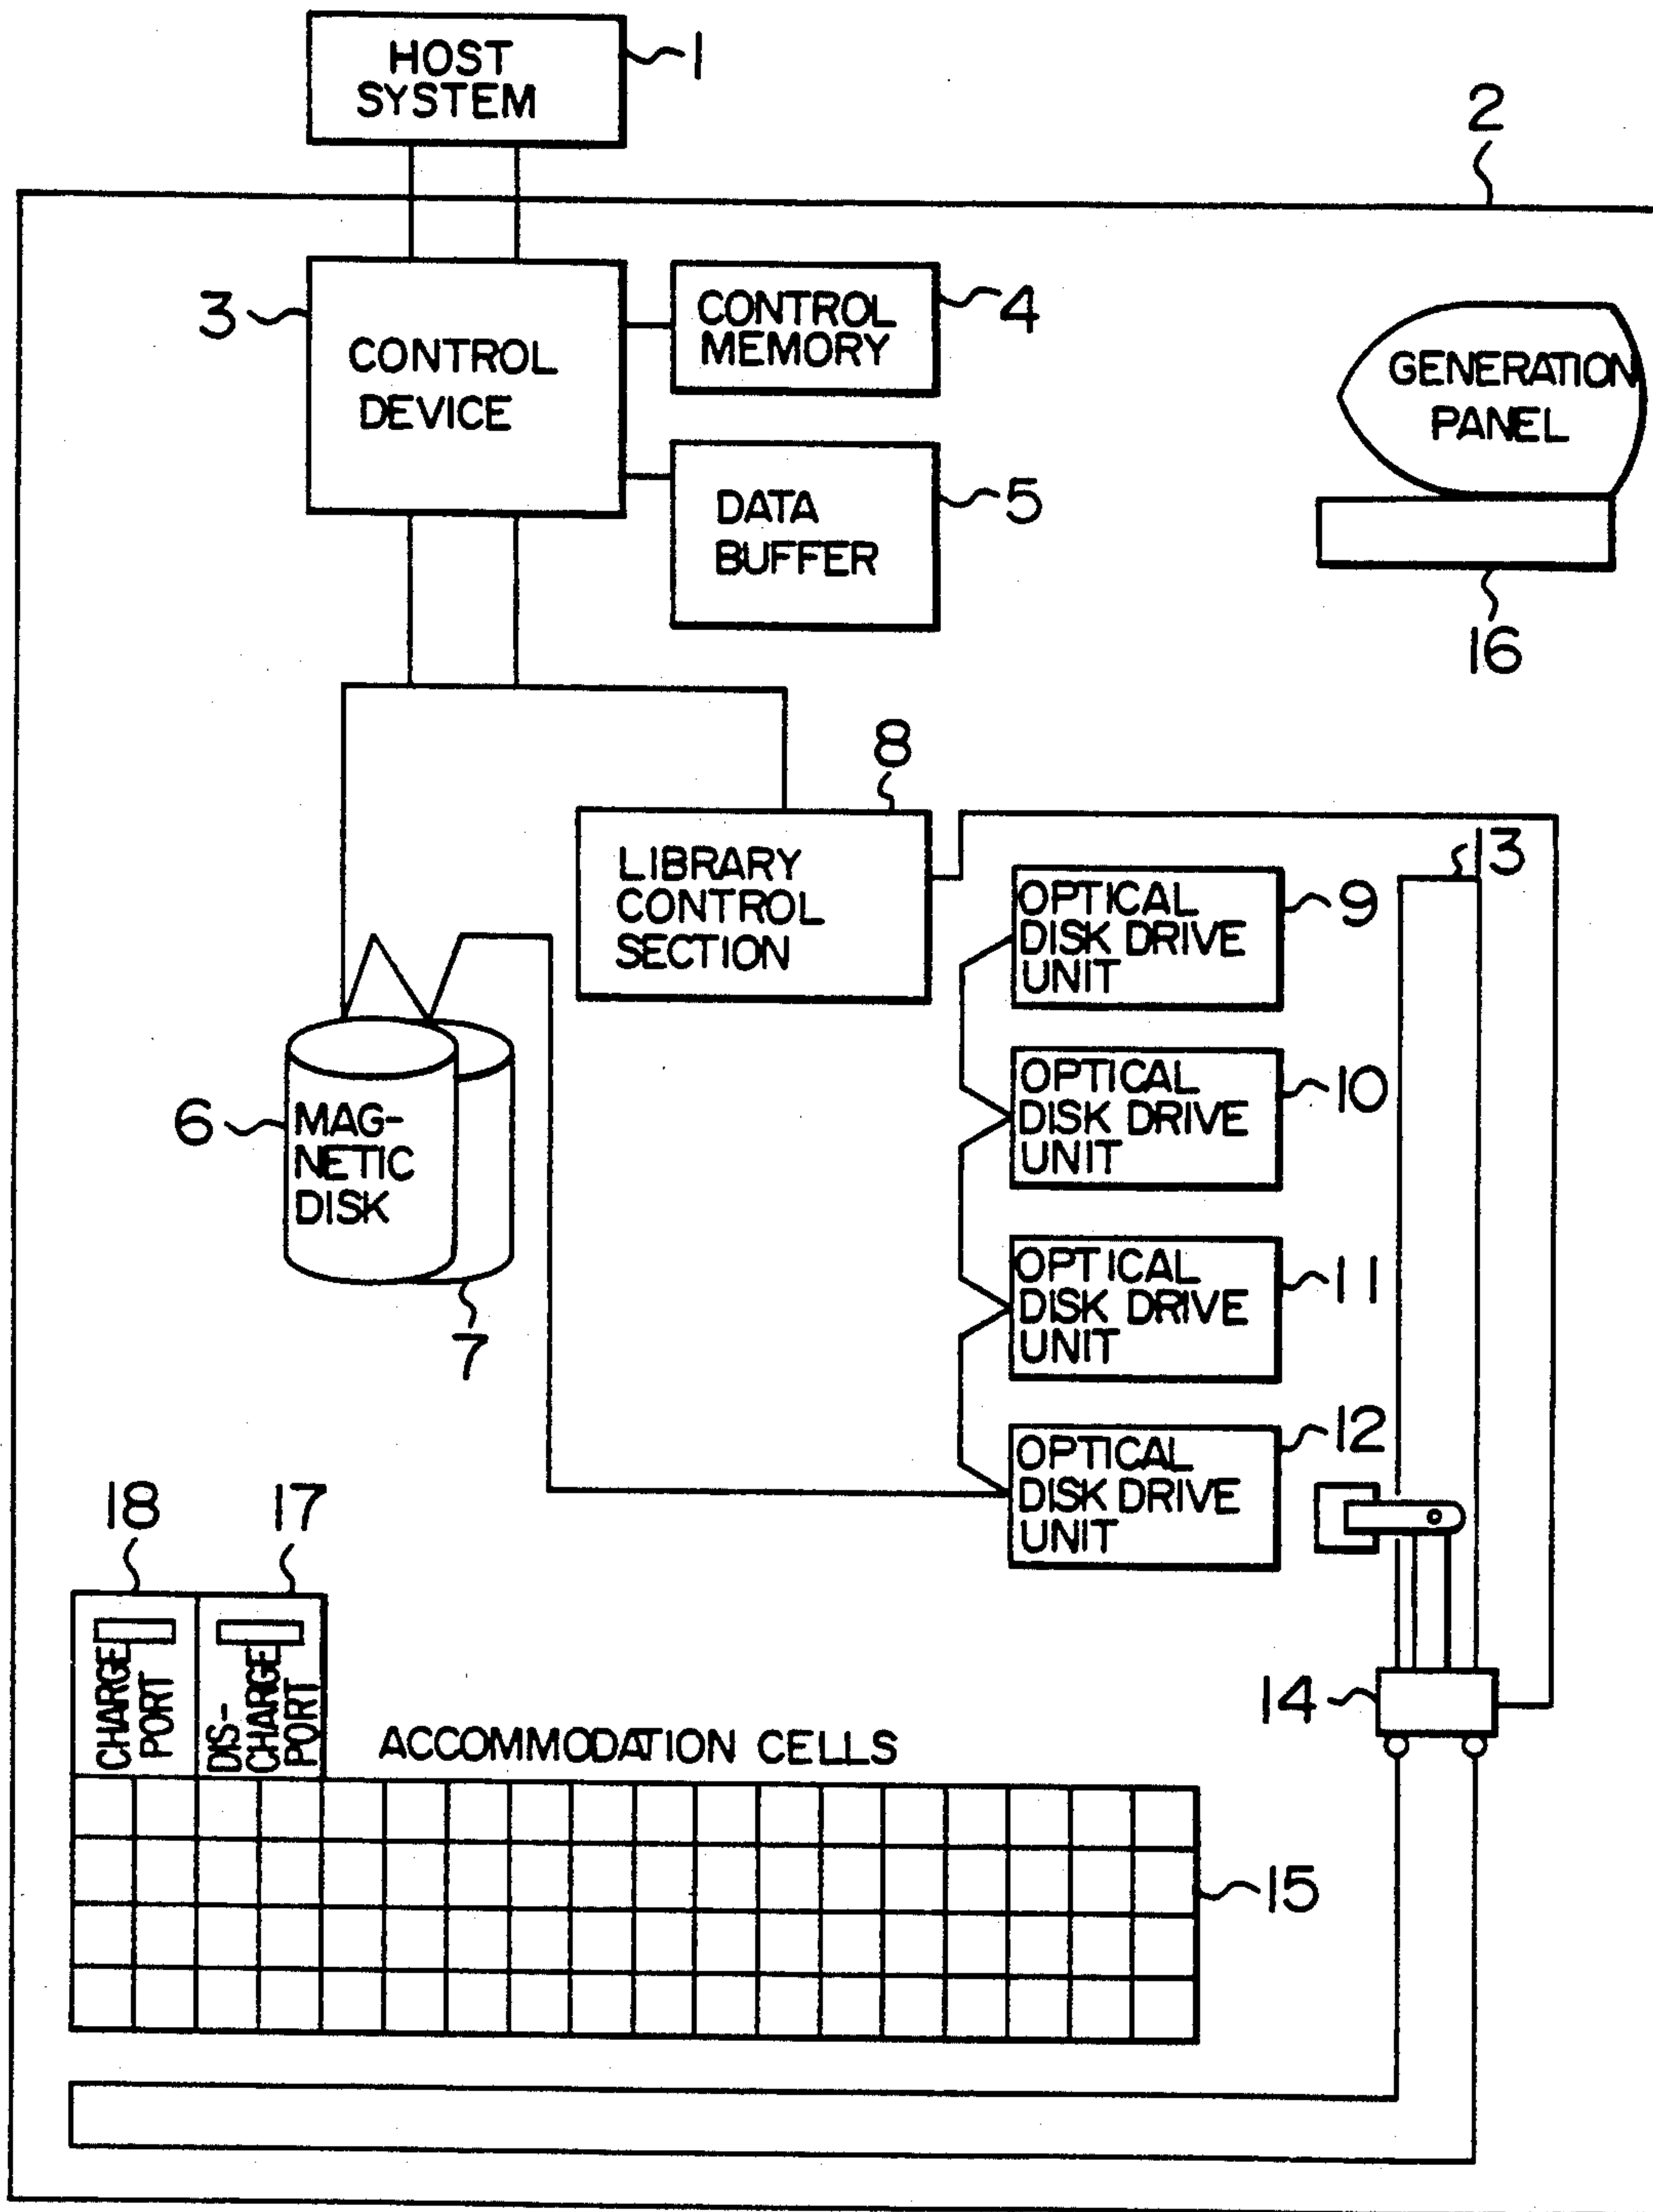 HOST
SYSTEM
1
2
3
CONTROL
DEVICE
CONTROL
MEMORY
4
DATA
BUFFER
5
GENERATION
PANEL
16
8
LIBRARY
CONTROL
SECTION
13
OPTICAL
DISK DRIVE
UNIT
9
OPTICAL
DISK DRIVE
UNIT
10
OPTICAL
DISK DRIVE
UNIT
11
OPTICAL
DISK DRIVE
UNIT
12
6
MAG-
NETIC
DISK
7
18
17
CHARGE
PORT
DIS-
CHARGE
PORT
14
ACCOMMODATION CELLS
15